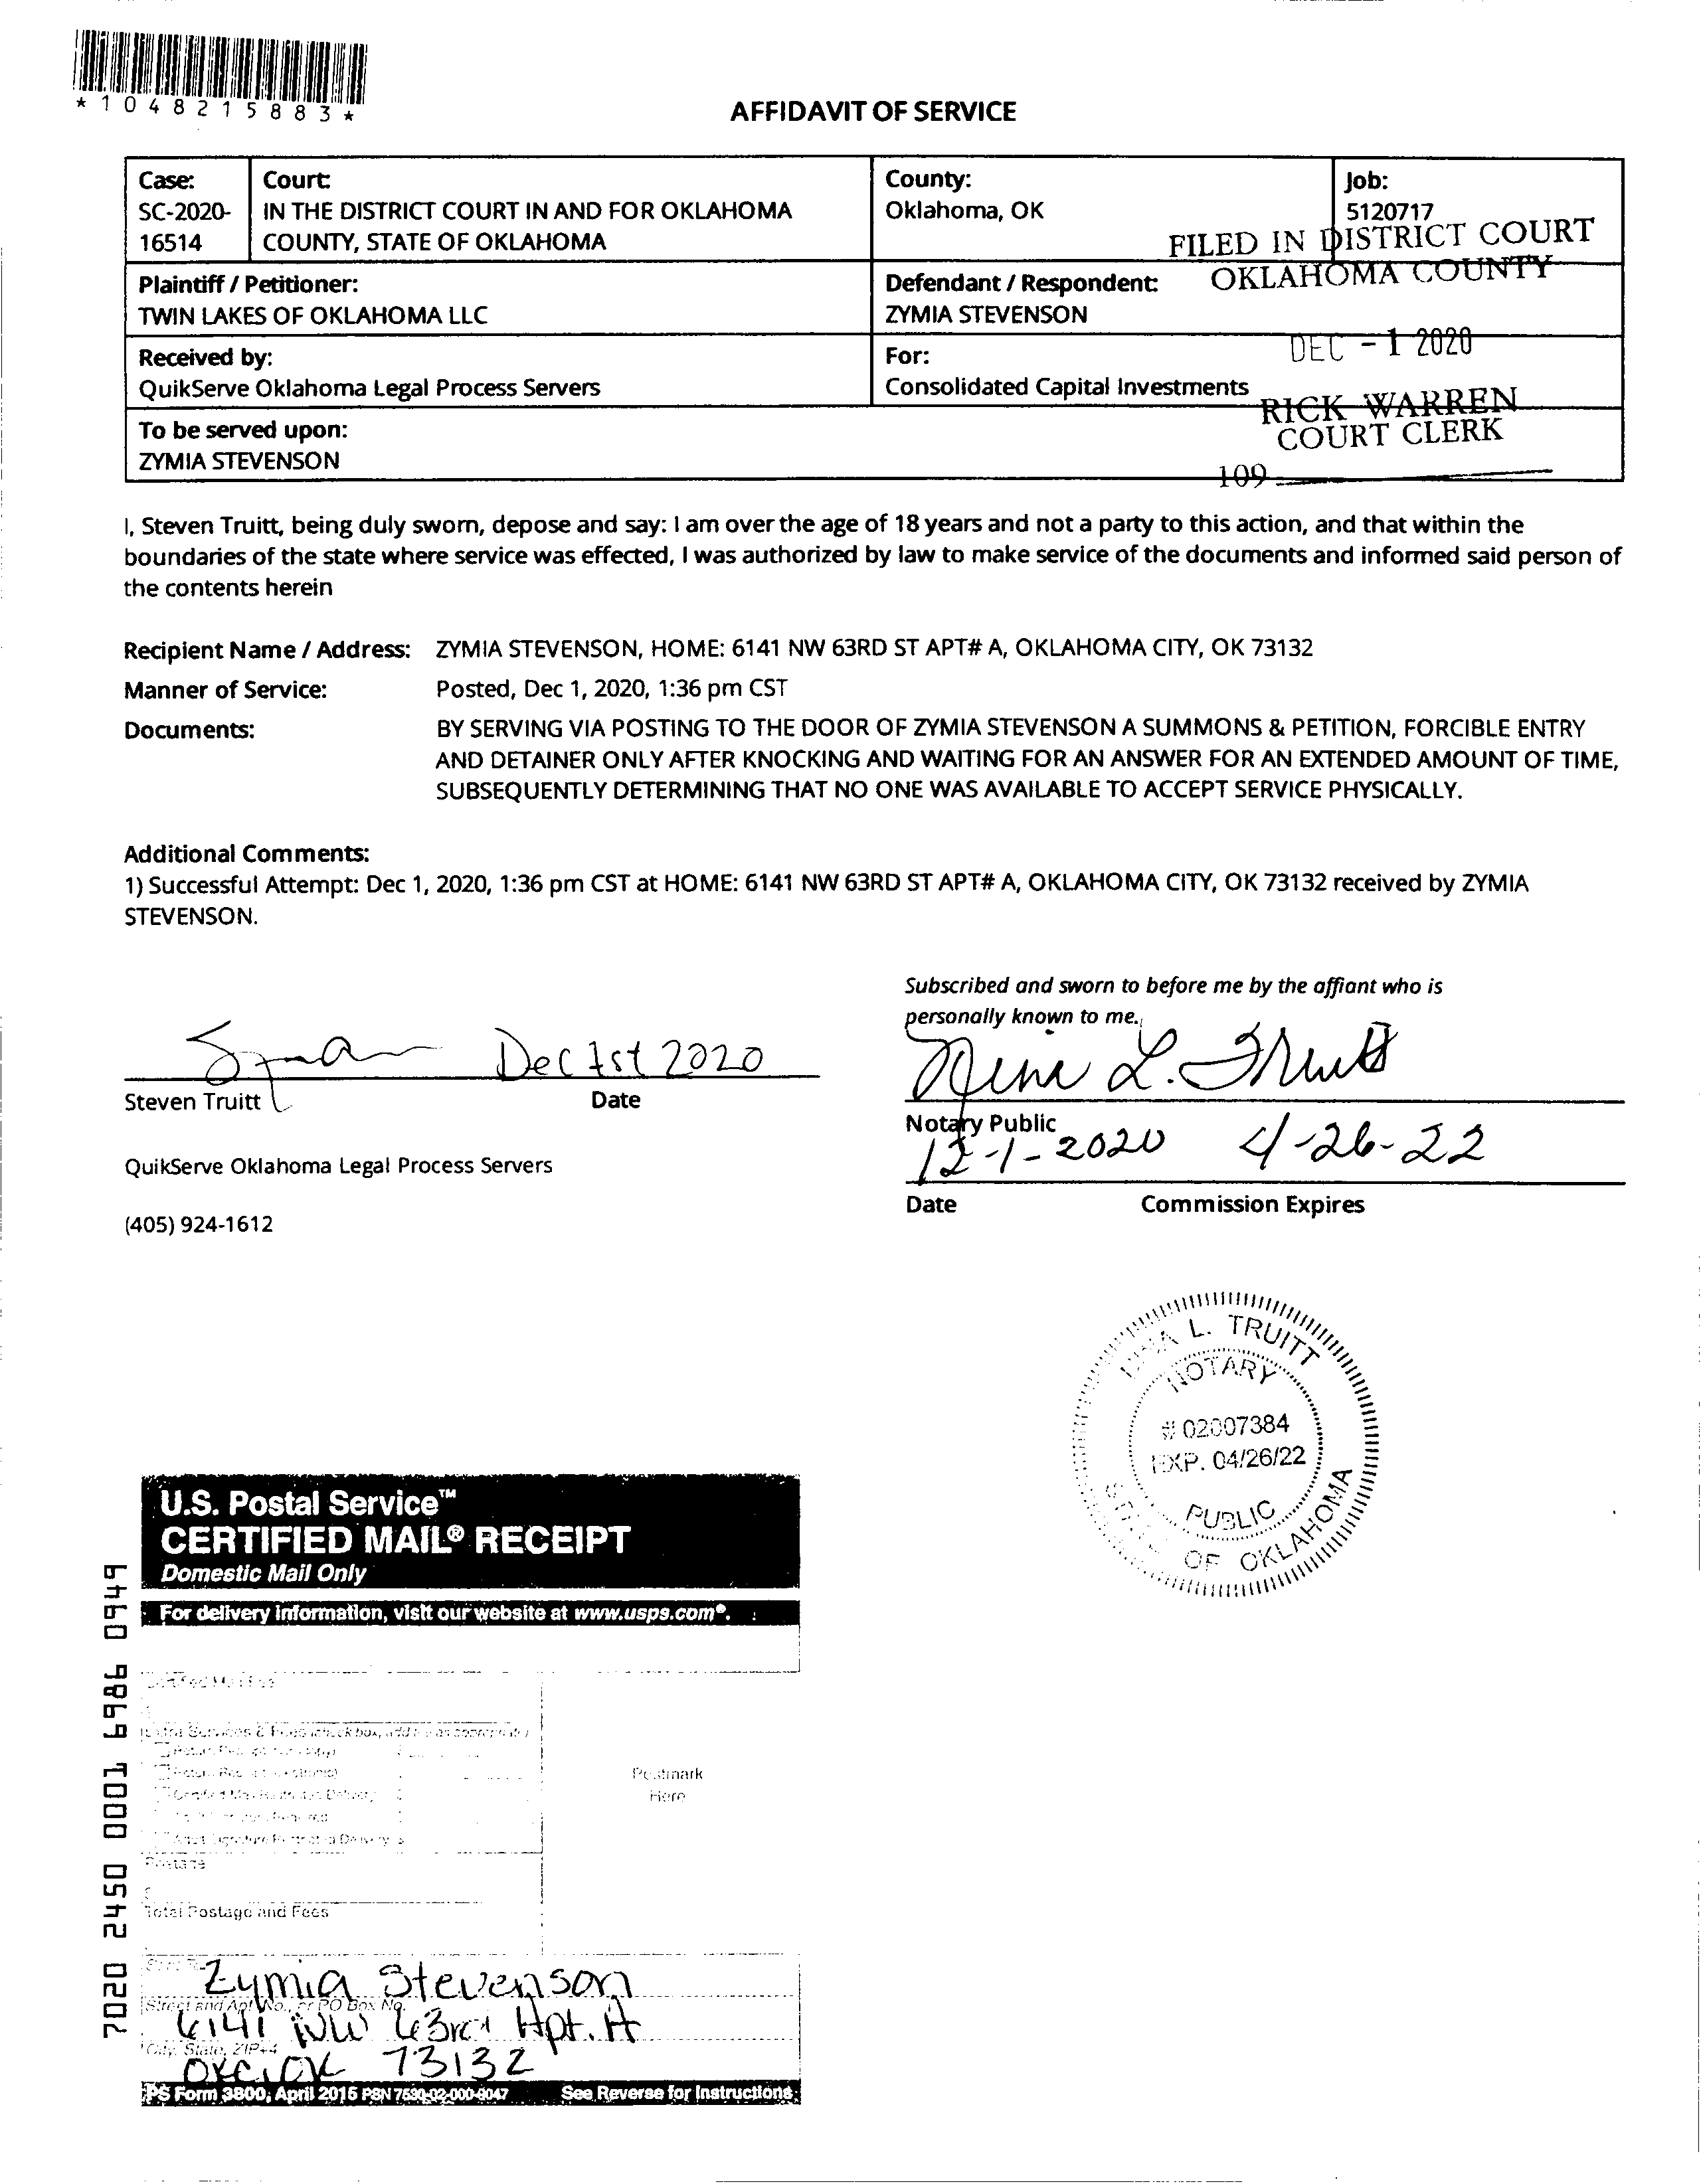 *1048215883*
AFFIDAVIT OF SERVICE
Case:
SC-2020-
16514
Court:
IN THE DISTRICT COURT IN AND FOR OKLAHOMA
COUNTY, STATE OF OKLAHOMA
County:
Oklahoma, OK
Job:
5120717
FILED IN DISTRICT COURT
OKLAHOMA COUNTY
Plaintiff / Petitioner:
TWIN LAKES OF OKLAHOMA LLC
Defendant / Respondent:
ZYMIA STEVENSON
DEC - 1 2020
Received by:
QuikServe Oklahoma Legal Process Servers
For:
Consolidated Capital Investments
RICK WARREN
COURT CLERK
To be served upon:
ZYMIA STEVENSON
109
I, Steven Truitt, being duly sworn, depose and say: I am over the age of 18 years and not a party to this action, and that within the
boundaries of the state where service was effected, I was authorized by law to make service of the documents and informed said person of
the contents herein
Recipient Name / Address: ZYMIA STEVENSON, HOME: 6141 NW 63RD ST APT# A, OKLAHOMA CITY, OK 73132
Manner of Service: Posted, Dec 1, 2020, 1:36 pm CST
Documents: BY SERVING VIA POSTING TO THE DOOR OF ZYMIA STEVENSON A SUMMONS & PETITION, FORCIBLE ENTRY
AND DETAINER ONLY AFTER KNOCKING AND WAITING FOR AN ANSWER FOR AN EXTENDED AMOUNT OF TIME,
SUBSEQUENTLY DETERMINING THAT NO ONE WAS AVAILABLE TO ACCEPT SERVICE PHYSICALLY.
Additional Comments:
1) Successful Attempt: Dec 1, 2020, 1:36 pm CST at HOME: 6141 NW 63RD ST APT# A, OKLAHOMA CITY, OK 73132 received by ZYMIA
STEVENSON.
Dec 1st 2020
Steven Truitt
Date
QuikServe Oklahoma Legal Process Servers
(405) 924-1612
Subscribed and sworn to before me by the affiant who is
personally known to me.
Nina L. Truitt
Notary Public
12-1-2020 4-26-22
Date Commission Expires
L. TRUITT
NOTARY
# 02007384
EXP. 04/26/22
PUBLIC
STATE OF OKLAHOMA
U.S. Postal Service™
CERTIFIED MAIL® RECEIPT
Domestic Mail Only
For delivery information, visit our website at www.usps.com®.
7020 2450 0001 6986 0949
Certified Mail Fee
Extra Services & Fees (check box, add fee as appropriate)
Postmark
Here
Postage
Total Postage and Fees
Zymia Stevenson
Street and Apt. No., or PO Box No.
6141 NW 63rd Apt. A
City, State, ZIP+4
OKC, OK 73132
PS Form 3800, April 2015 PSN 7530-02-000-9047 See Reverse for Instructions